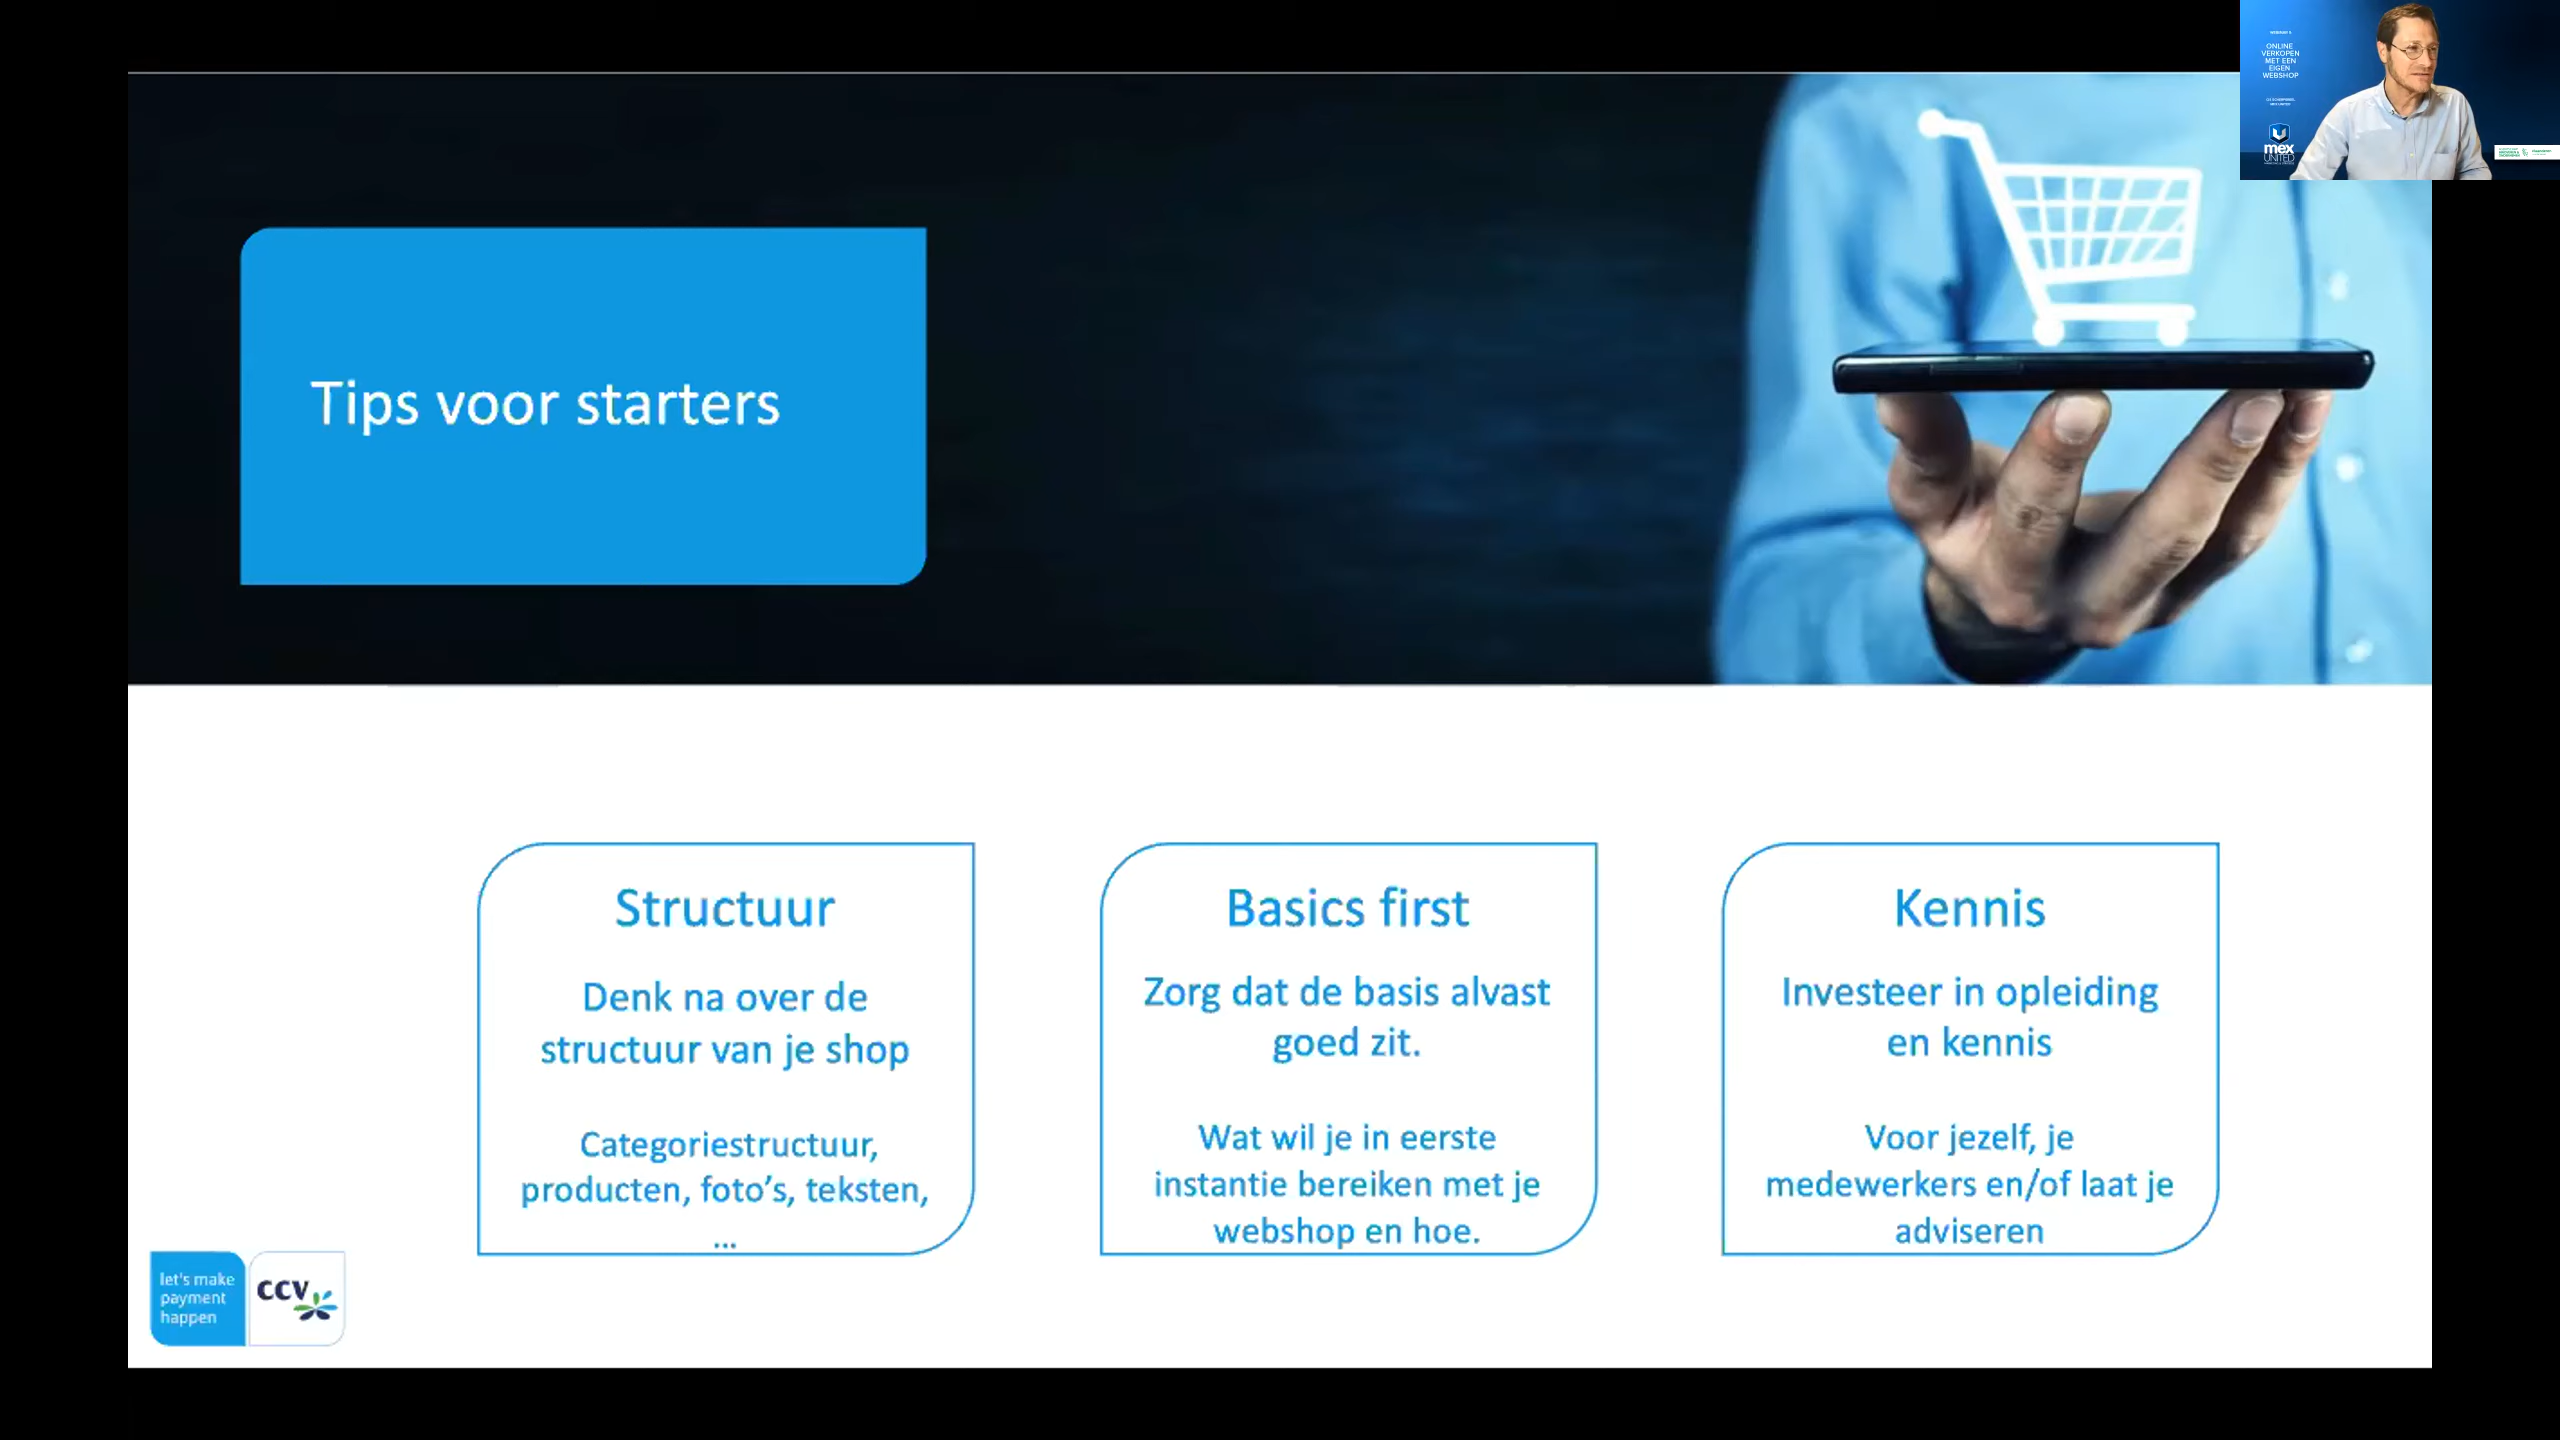 WEBINAR 5
ONLINE
VERKOPEN
MET EEN
EIGEN
WEBSHOP
mex
UNITED
Tips voor starters
Structuur
Denk na over de
structuur van je shop
Categoriestructuur,
producten, foto's, teksten,
...
Basics first
Zorg dat de basis alvast
goed zit.
Wat wil je in eerste
instantie bereiken met je
webshop en hoe.
Kennis
Investeer in opleiding
en kennis
Voor jezelf, je
medewerkers en/of laat je
adviseren
let's make
payment
happen
CCV